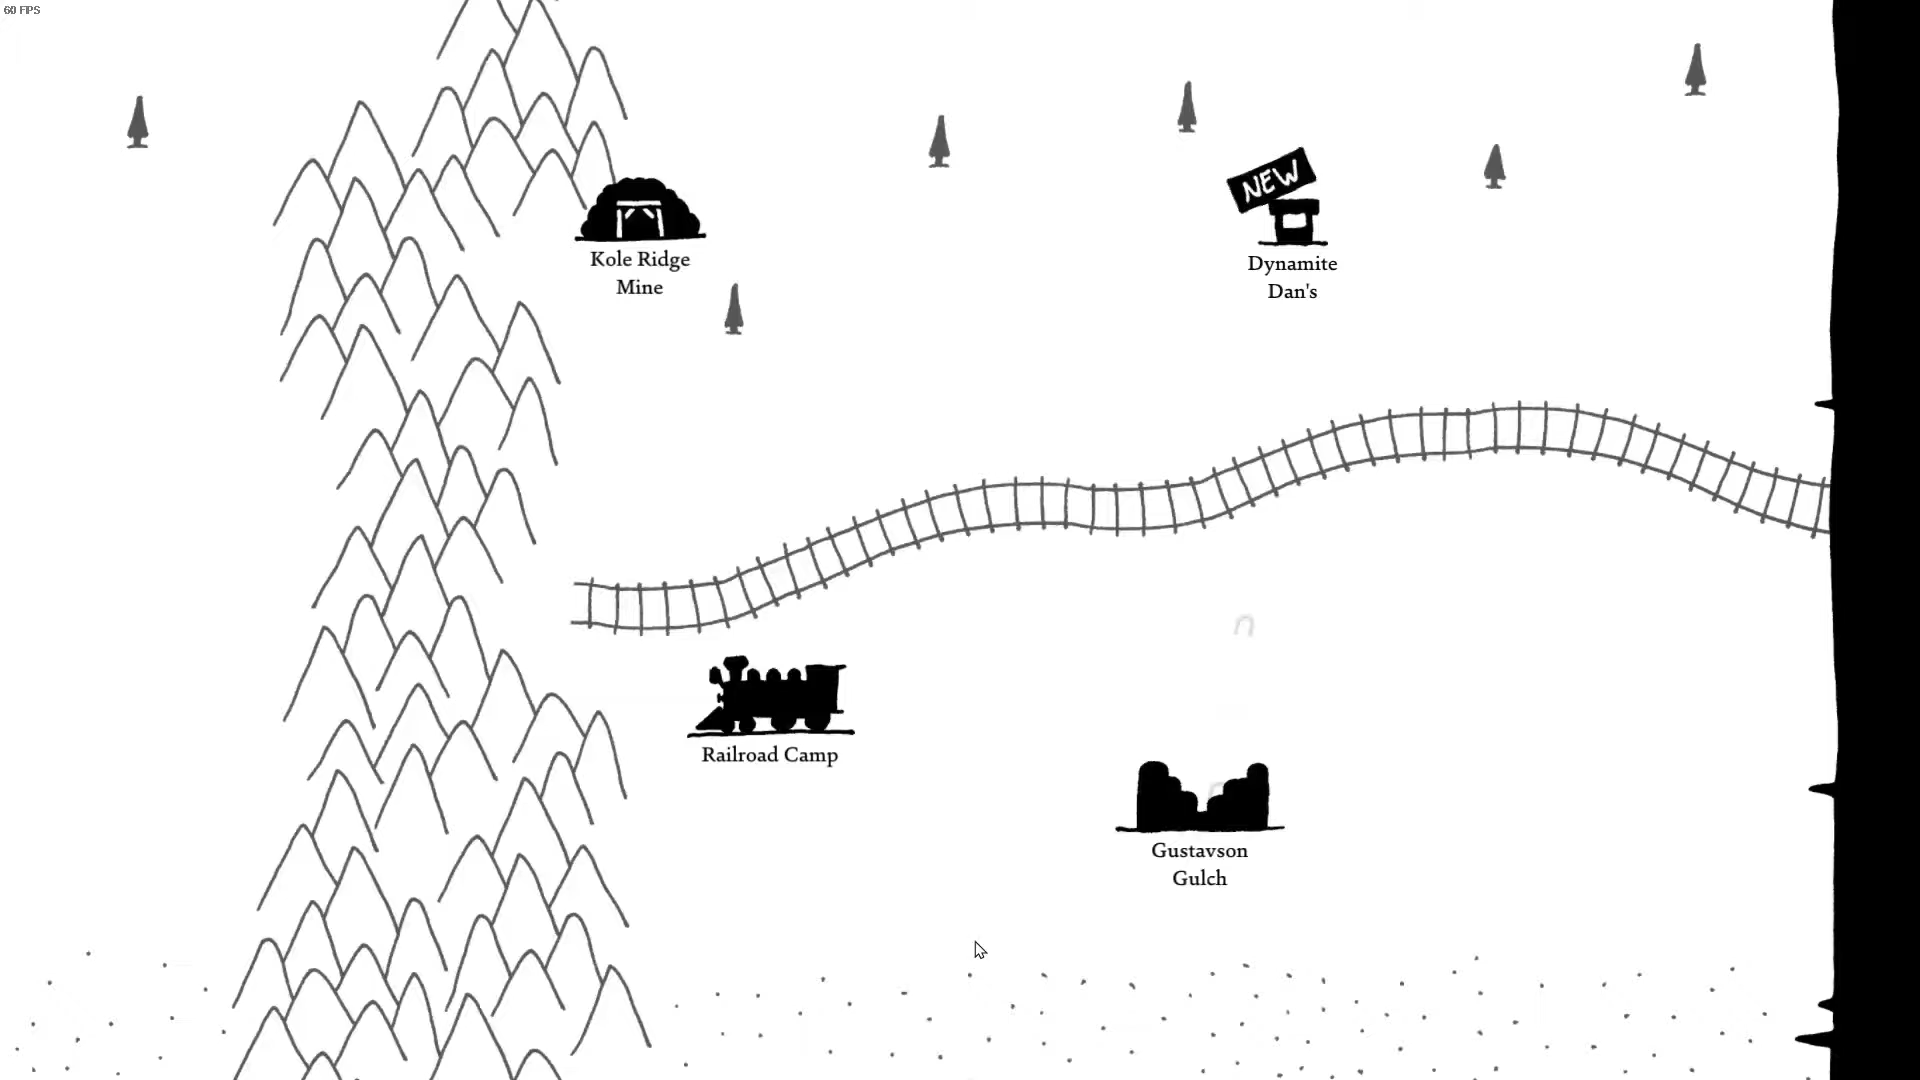 60 FPS
NEW
Kole Ridge
Mine
Dynamite
Dan's
Railroad Camp
Gustavson
Gulch